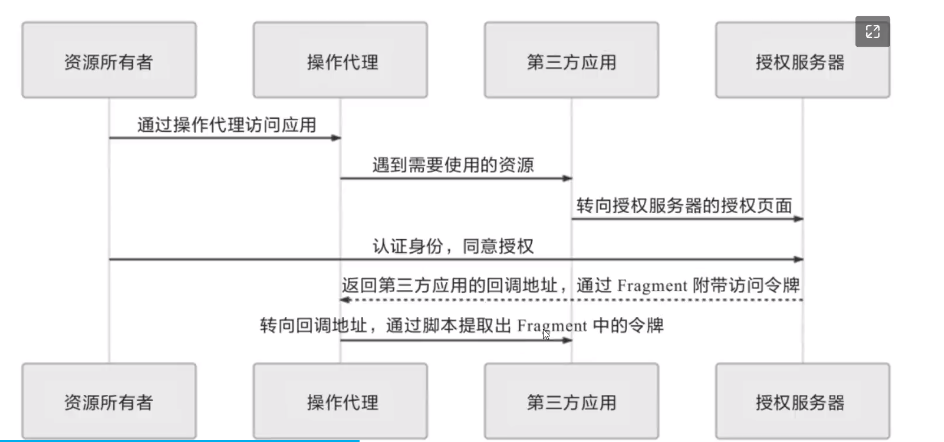 资源所有者
操作代理
第三方应用
授权服务器
通过操作代理访问应用
遇到需要使用的资源
转向授权服务器的授权页面
认证身份，同意授权
返回第三方应用的回调地址，通过 Fragment 附带访问令牌
转向回调地址，通过脚本提取出 Fragment 中的令牌
资源所有者
操作代理
第三方应用
授权服务器